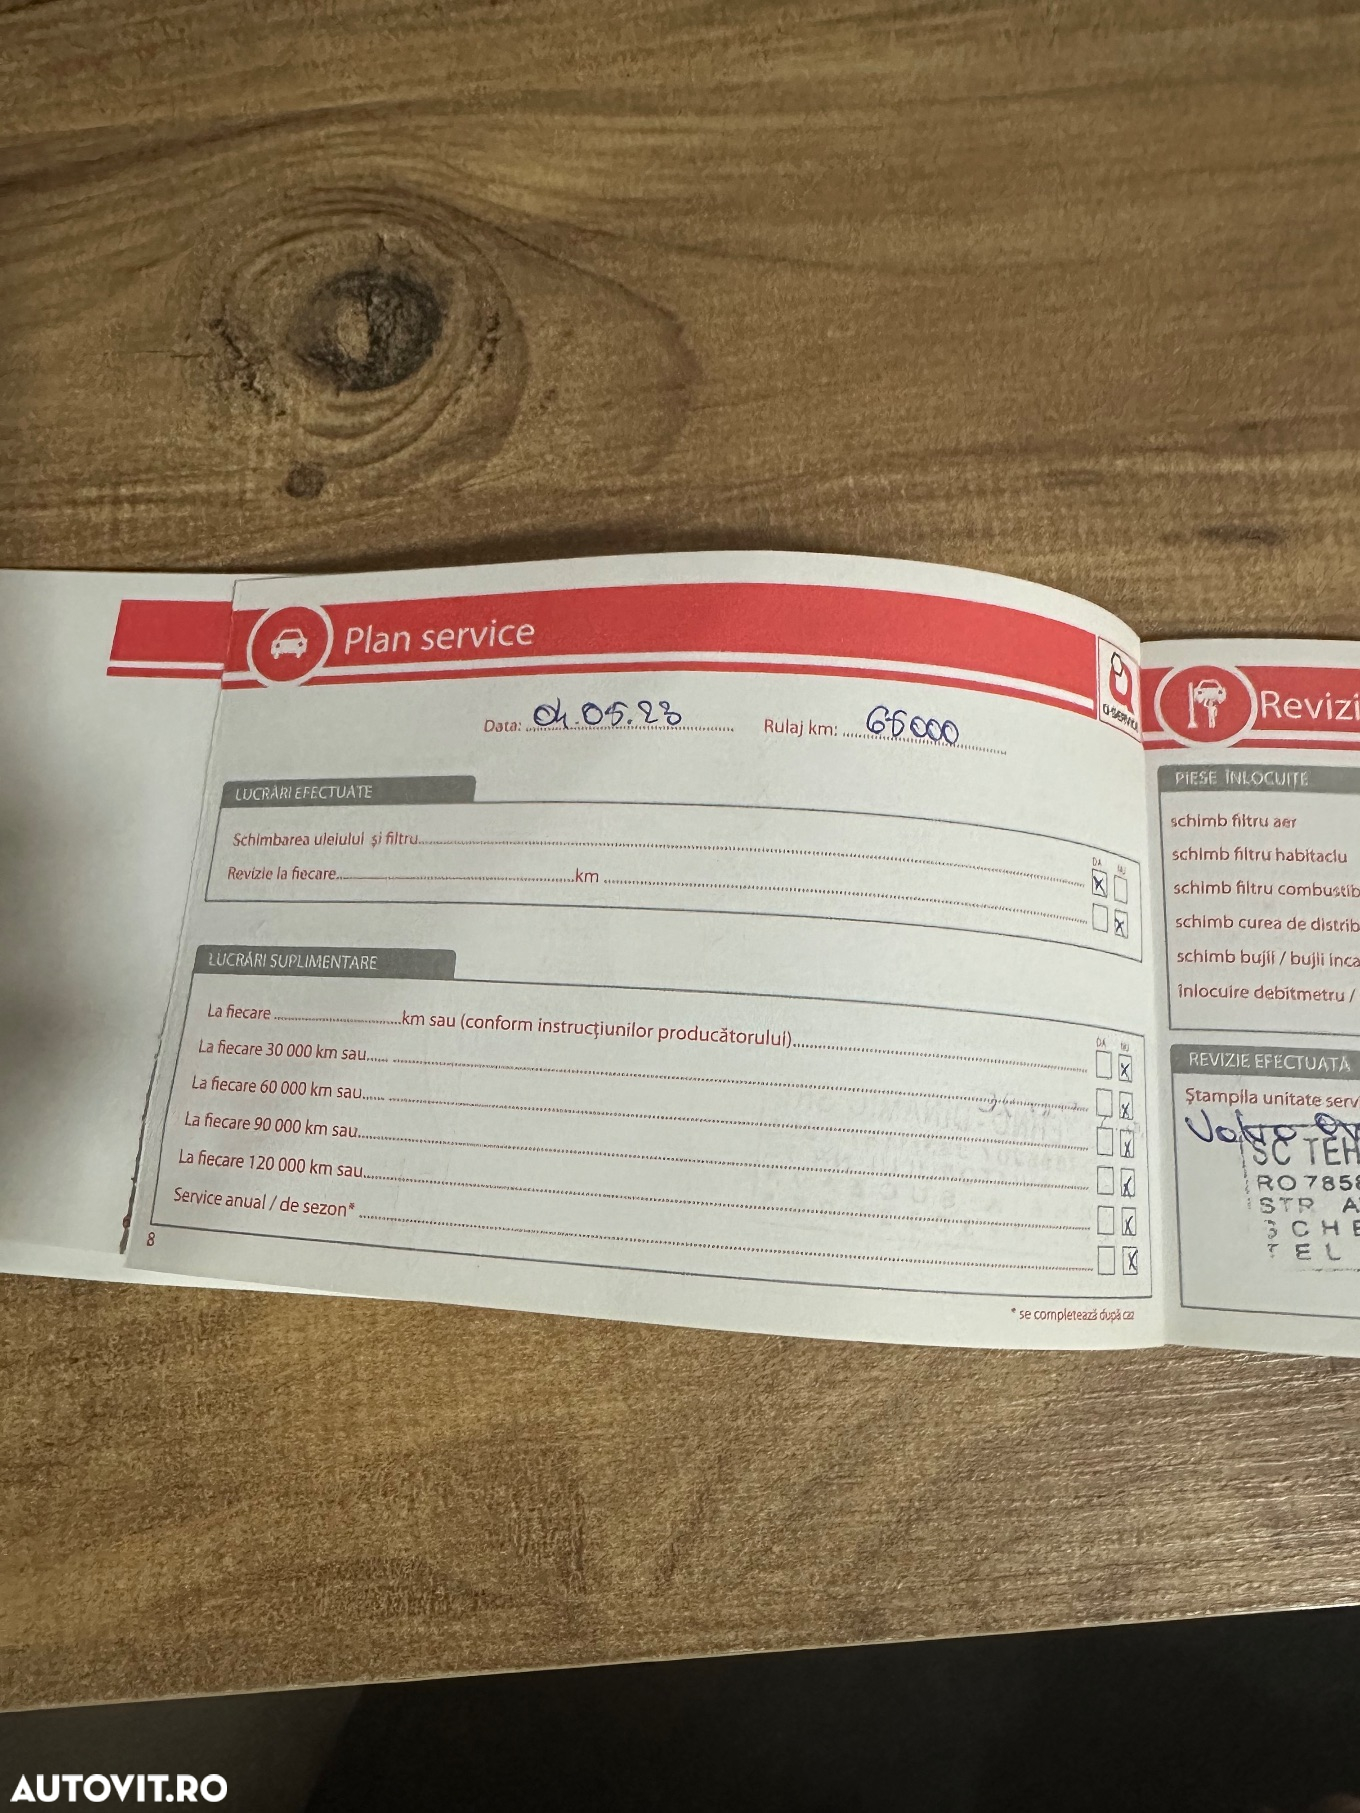 Plan service
Data: 04.05.23 Rulaj km: 65000
LUCRĂRI EFECTUATE
Schimbarea uleiului și filtru
DA NU
Revizie la fiecare km
LUCRĂRI SUPLIMENTARE
La fiecare km sau (conform instrucțiunilor producătorului)
DA NU
La fiecare 30 000 km sau
La fiecare 60 000 km sau
La fiecare 90 000 km sau
La fiecare 120 000 km sau
Service anual / de sezon*
8
* se completează după caz
Revizi
PIESE ÎNLOCUITE
schimb filtru aer
schimb filtru habitaclu
schimb filtru combustib
schimb curea de distrib
schimb bujii / bujii inca
înlocuire debitmetru /
REVIZIE EFECTUATĂ
Ștampila unitate serv
SC TEH
RO 7858
STR A
SCHE
TEL
AUTOVIT.RO